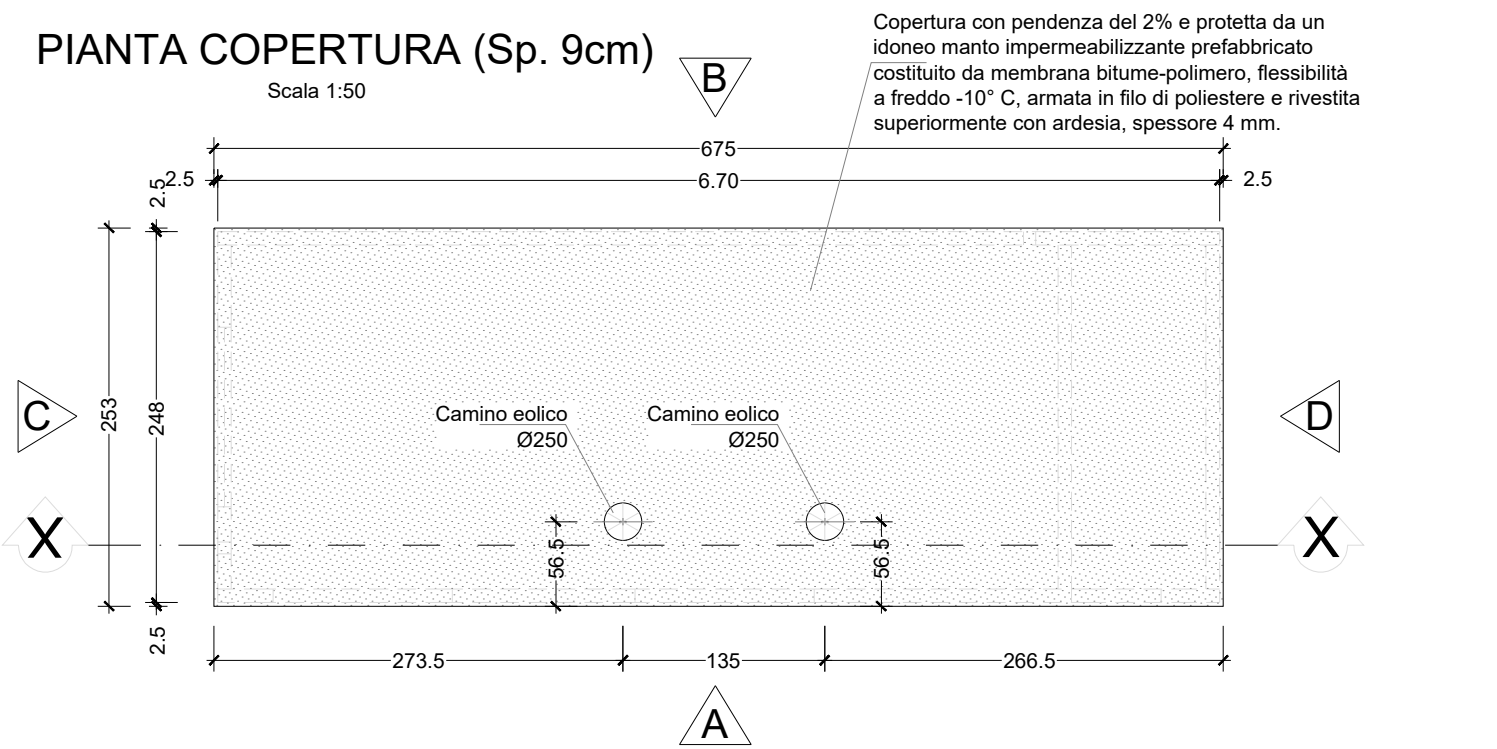 PIANTA COPERTURA (Sp. 9cm)
Scala 1:50
B
Copertura con pendenza del 2% e protetta da un
idoneo manto impermeabilizzante prefabbricato
costituito da membrana bitume-polimero, flessibilità
a freddo -10° C, armata in filo di poliestere e rivestita
superiormente con ardesia, spessore 4 mm.
675
2.5
2.5
6.70
2.5
253
248
C
D
Camino eolico
Ø250
Camino eolico
Ø250
X
X
56.5
56.5
2.5
273.5
135
266.5
A